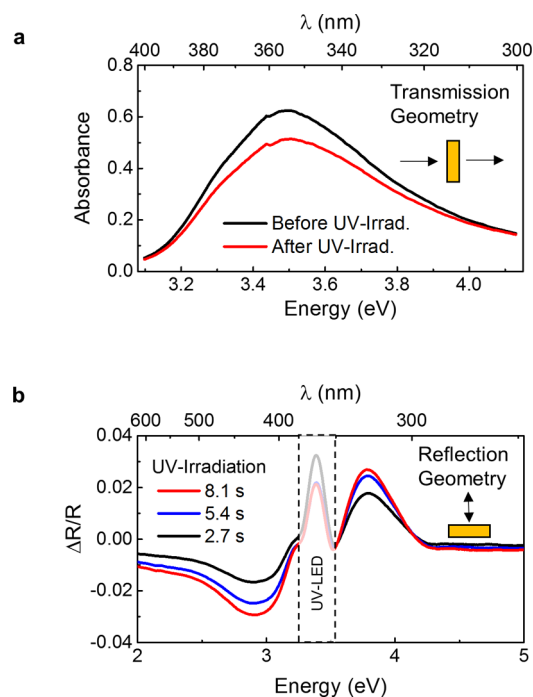 a
λ (nm)
400 380 360 340 320 300
0.8
0.6
0.4
0.2
0.0
Absorbance
Transmission
Geometry
Before UV-Irrad.
After UV-Irrad.
3.2 3.4 3.6 3.8 4.0
Energy (eV)
b
λ (nm)
600 500 400 300
0.04
0.02
0.00
-0.02
-0.04
ΔR/R
UV-Irradiation
8.1 s
5.4 s
2.7 s
UV-LED
Reflection
Geometry
2 3 4 5
Energy (eV)